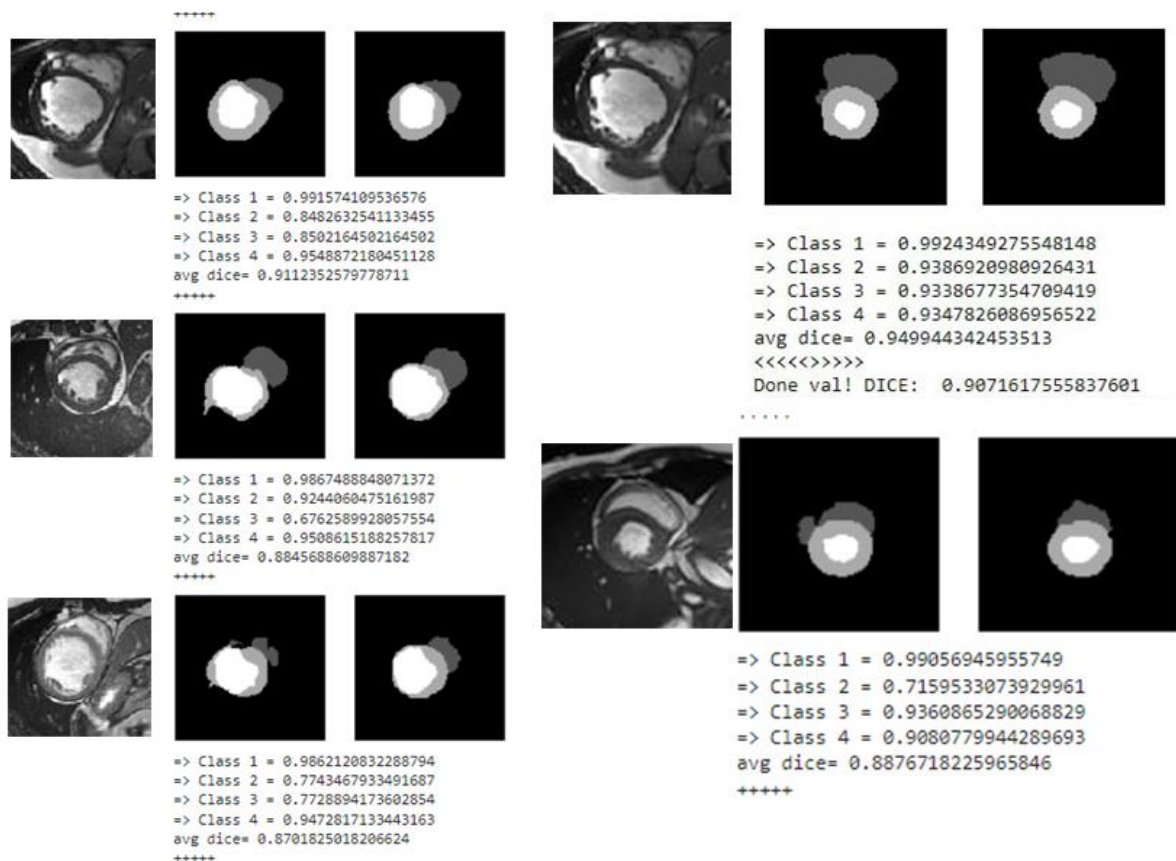 +++++
=> Class 1 = 0.991574109536576
=> Class 2 = 0.8482632541133455
=> Class 3 = 0.8502164502164502
=> Class 4 = 0.9548872180451128
avg dice= 0.9112352579778711
+++++
=> Class 1 = 0.9867488848071372
=> Class 2 = 0.9244060475161987
=> Class 3 = 0.6762589928057554
=> Class 4 = 0.9508615188257817
avg dice= 0.8845688609887182
+++++
=> Class 1 = 0.9862120832288794
=> Class 2 = 0.7743467933491687
=> Class 3 = 0.7728894173602854
=> Class 4 = 0.9472817133443163
avg dice= 0.8701825018206624
+++++
=> Class 1 = 0.9924349275548148
=> Class 2 = 0.9386920980926431
=> Class 3 = 0.9338677354709419
=> Class 4 = 0.9347826086956522
avg dice= 0.949944342453513
<<<<<>>>>>
Done val! DICE:  0.9071617555837601
.....
=> Class 1 = 0.99056945955749
=> Class 2 = 0.7159533073929961
=> Class 3 = 0.9360865290068829
=> Class 4 = 0.9080779944289693
avg dice= 0.8876718225965846
+++++